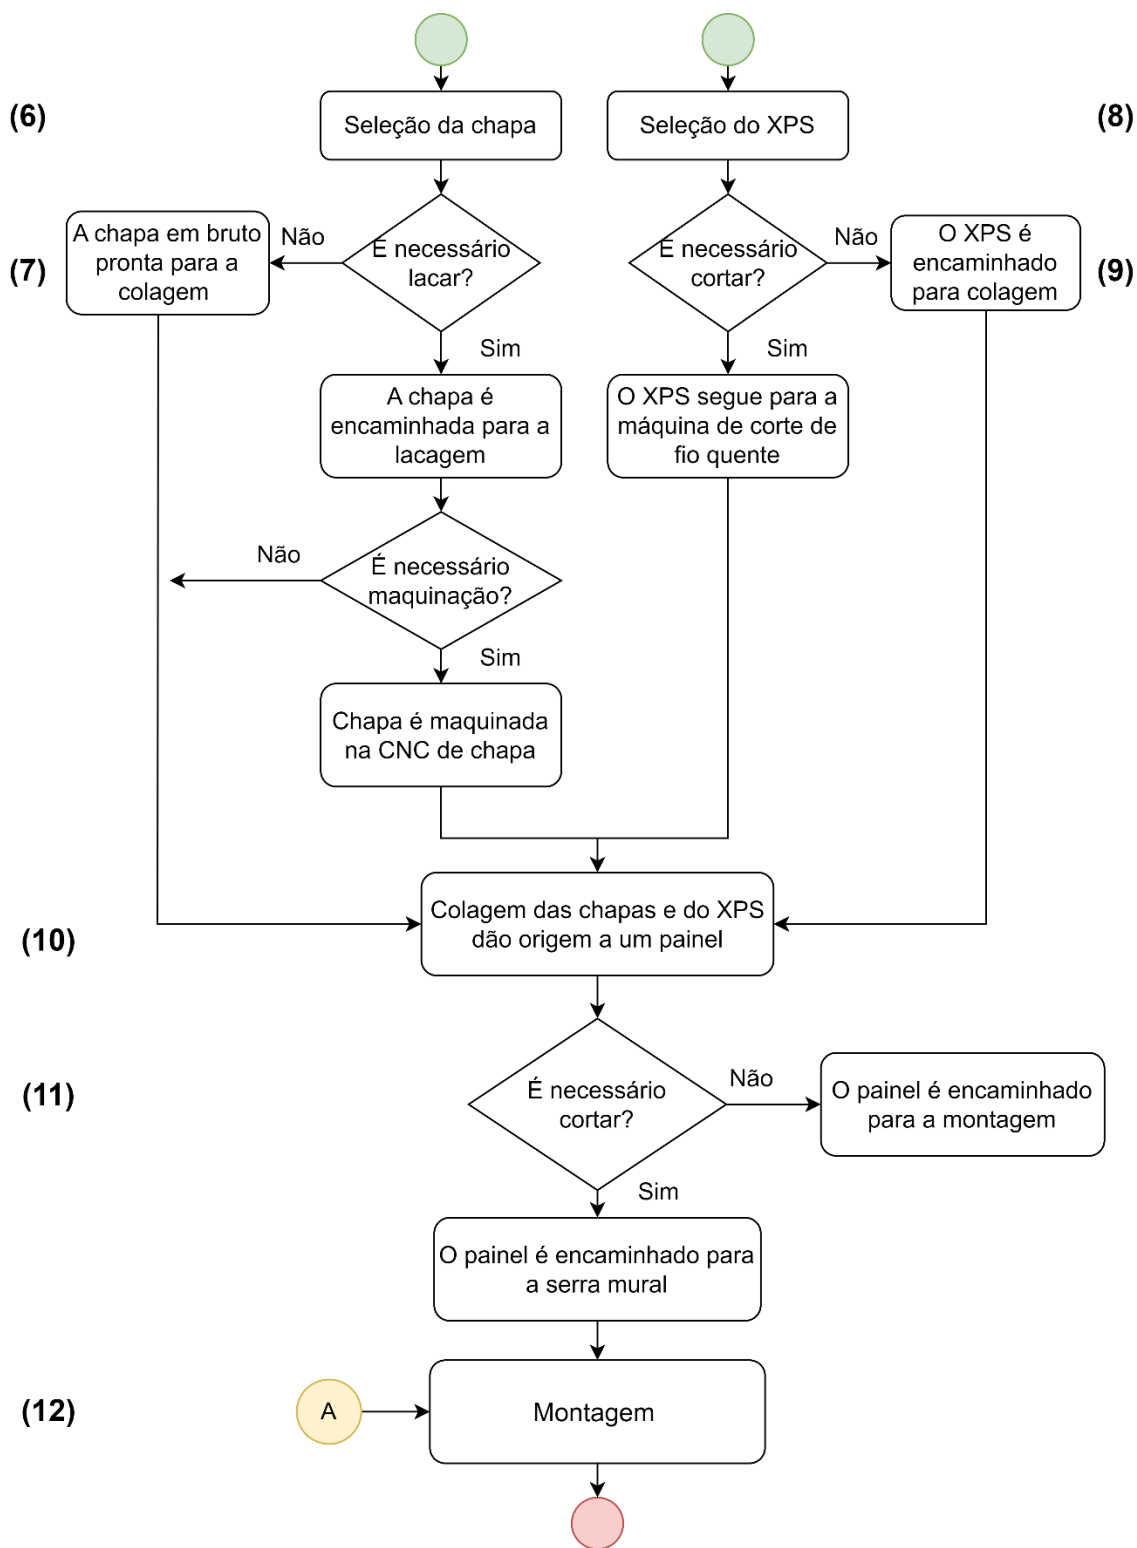 (6)
Seleção da chapa
Seleção do XPS
(8)
(7)
A chapa em bruto
pronta para a
colagem
Não
É necessário
lacar?
É necessário
cortar?
Não
O XPS é
encaminhado
para colagem
(9)
Sim
Sim
A chapa é
encaminhada para a
lacagem
O XPS segue para a
máquina de corte de
fio quente
Não
É necessário
maquinação?
Sim
Chapa é maquinada
na CNC de chapa
(10)
Colagem das chapas e do XPS
dão origem a um painel
(11)
É necessário
cortar?
Não
O painel é encaminhado
para a montagem
Sim
O painel é encaminhado para
a serra mural
(12)
A
Montagem